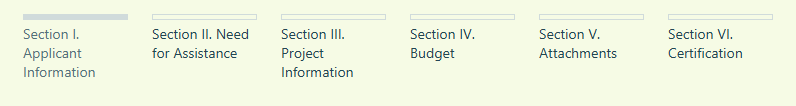 Section I.
Applicant
Information
Section II. Need
for Assistance
Section III.
Project
Information
Section IV.
Budget
Section V.
Attachments
Section VI.
Certification